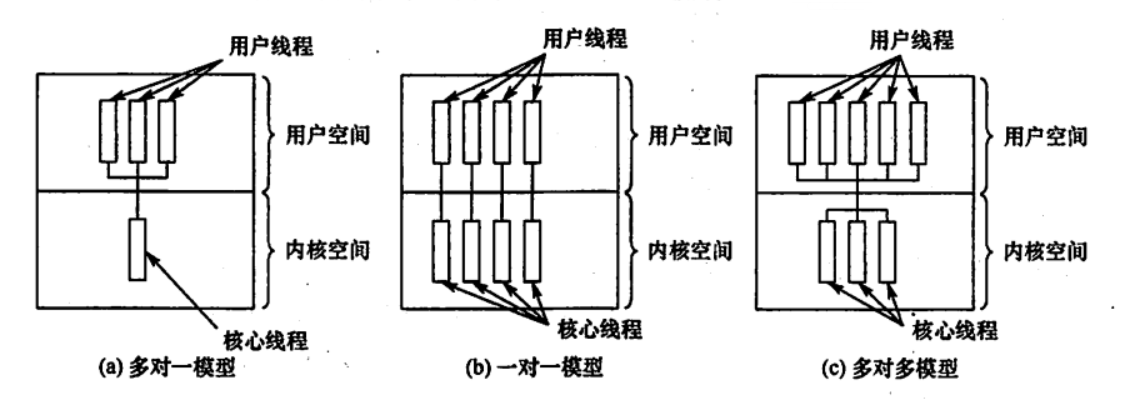 用户线程
用户空间
内核空间
核心线程
(a) 多对一模型
用户线程
用户空间
内核空间
核心线程
(b) 一对一模型
用户线程
用户空间
内核空间
核心线程
(c) 多对多模型